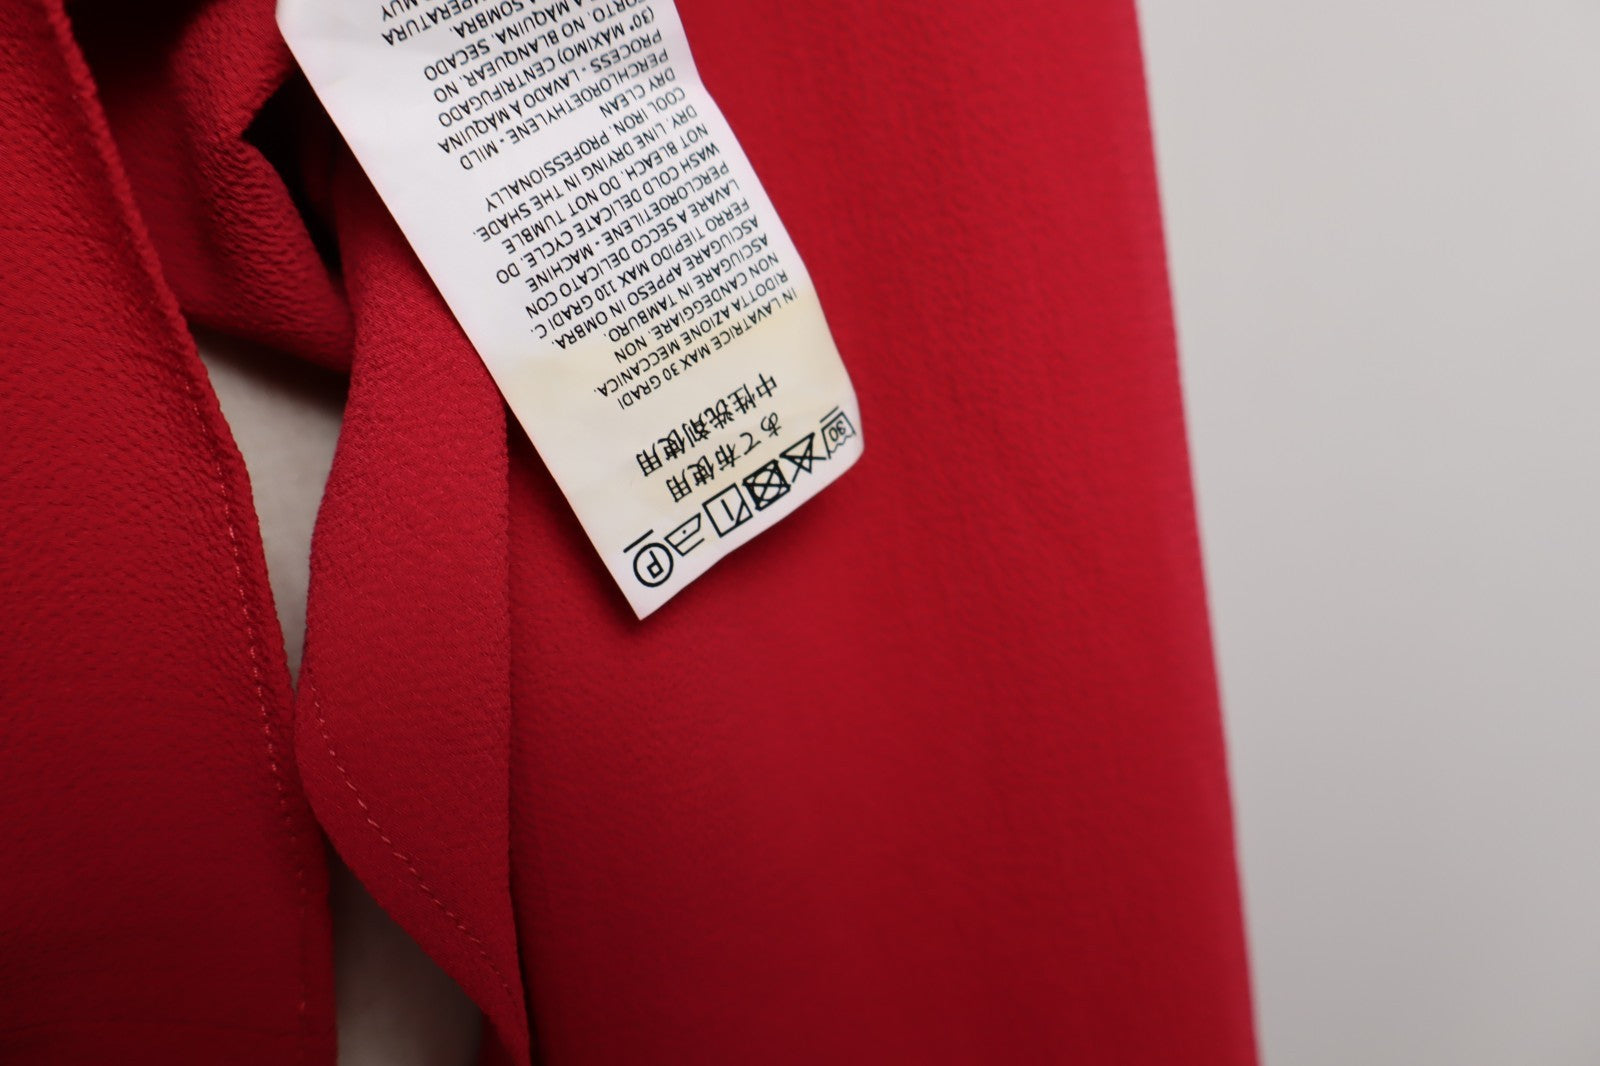 30 P
あて布使用
中性洗剤使用
IN LAVATRICE MAX 30 GRADI
RIDOTTA AZIONE MECCANICA.
NON CANDEGGIARE. NON
ASCIUGARE IN TAMBURO.
ASCIUGARE APPESO IN OMBRA.
FERRO TIEPIDO MAX 110 GRADI C.
LAVARE A SECCO DELICATO CON
PERCLOROETILENE - MACHINE
WASH COLD DELICATE CYCLE. DO
NOT BLEACH. DO NOT TUMBLE
DRY. LINE DRYING IN THE SHADE.
COOL IRON. PROFESSIONALLY
DRY CLEAN
PERCHLOROETHYLENE - MILD
PROCESS - LAVADO A MAQUINA
(30° MAXIMO) CENTRIFUGADO
CORTO. NO BLANQUEAR. NO
A MAQUINA. SECADO
A SOMBRA.
MUY